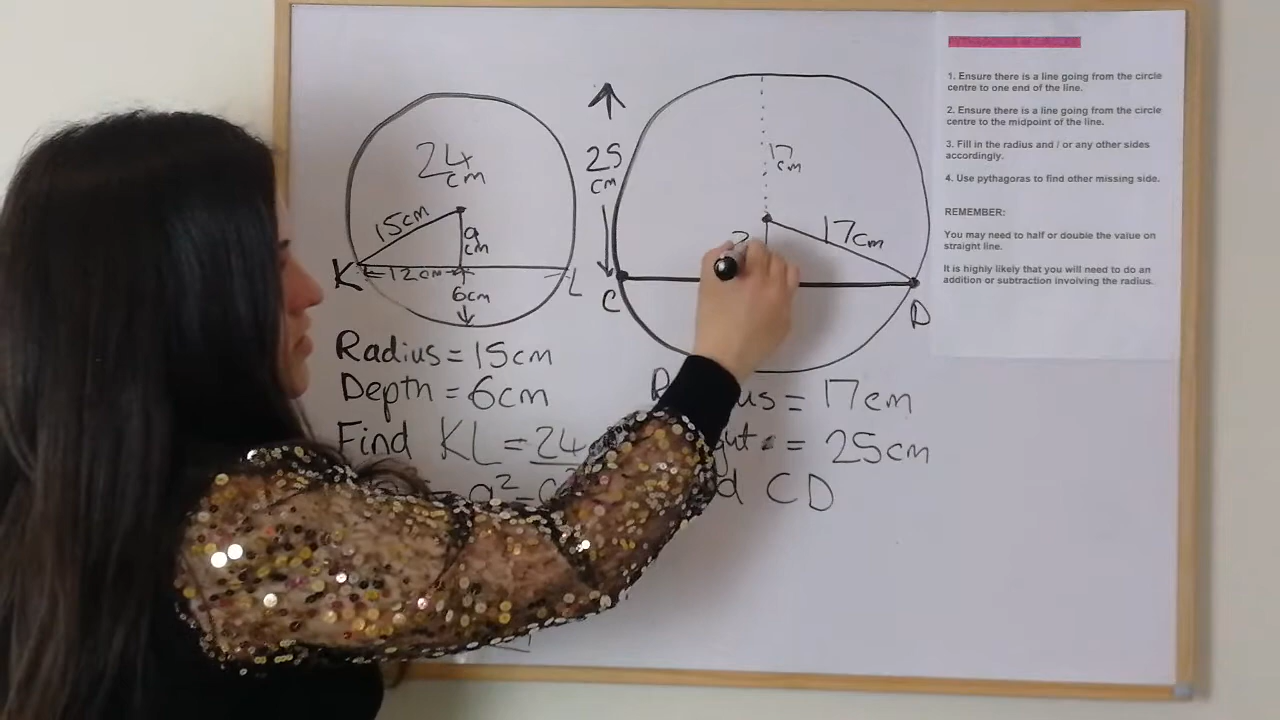 24
cm
15cm
9
cm
K
12cm
L
6cm
Radius = 15cm
Depth = 6cm
Find KL = 24
25
cm
17
cm
17cm
C
D
= 17cm
= 25cm
CD
PYTHAGORAS IN CIRCLES
1. Ensure there is a line going from the circle
centre to one end of the line.
2. Ensure there is a line going from the circle
centre to the midpoint of the line.
3. Fill in the radius and / or any other sides
accordingly.
4. Use pythagoras to find other missing side.
REMEMBER:
You may need to half or double the value on
straight line.
It is highly likely that you will need to do an
addition or subtraction involving the radius.